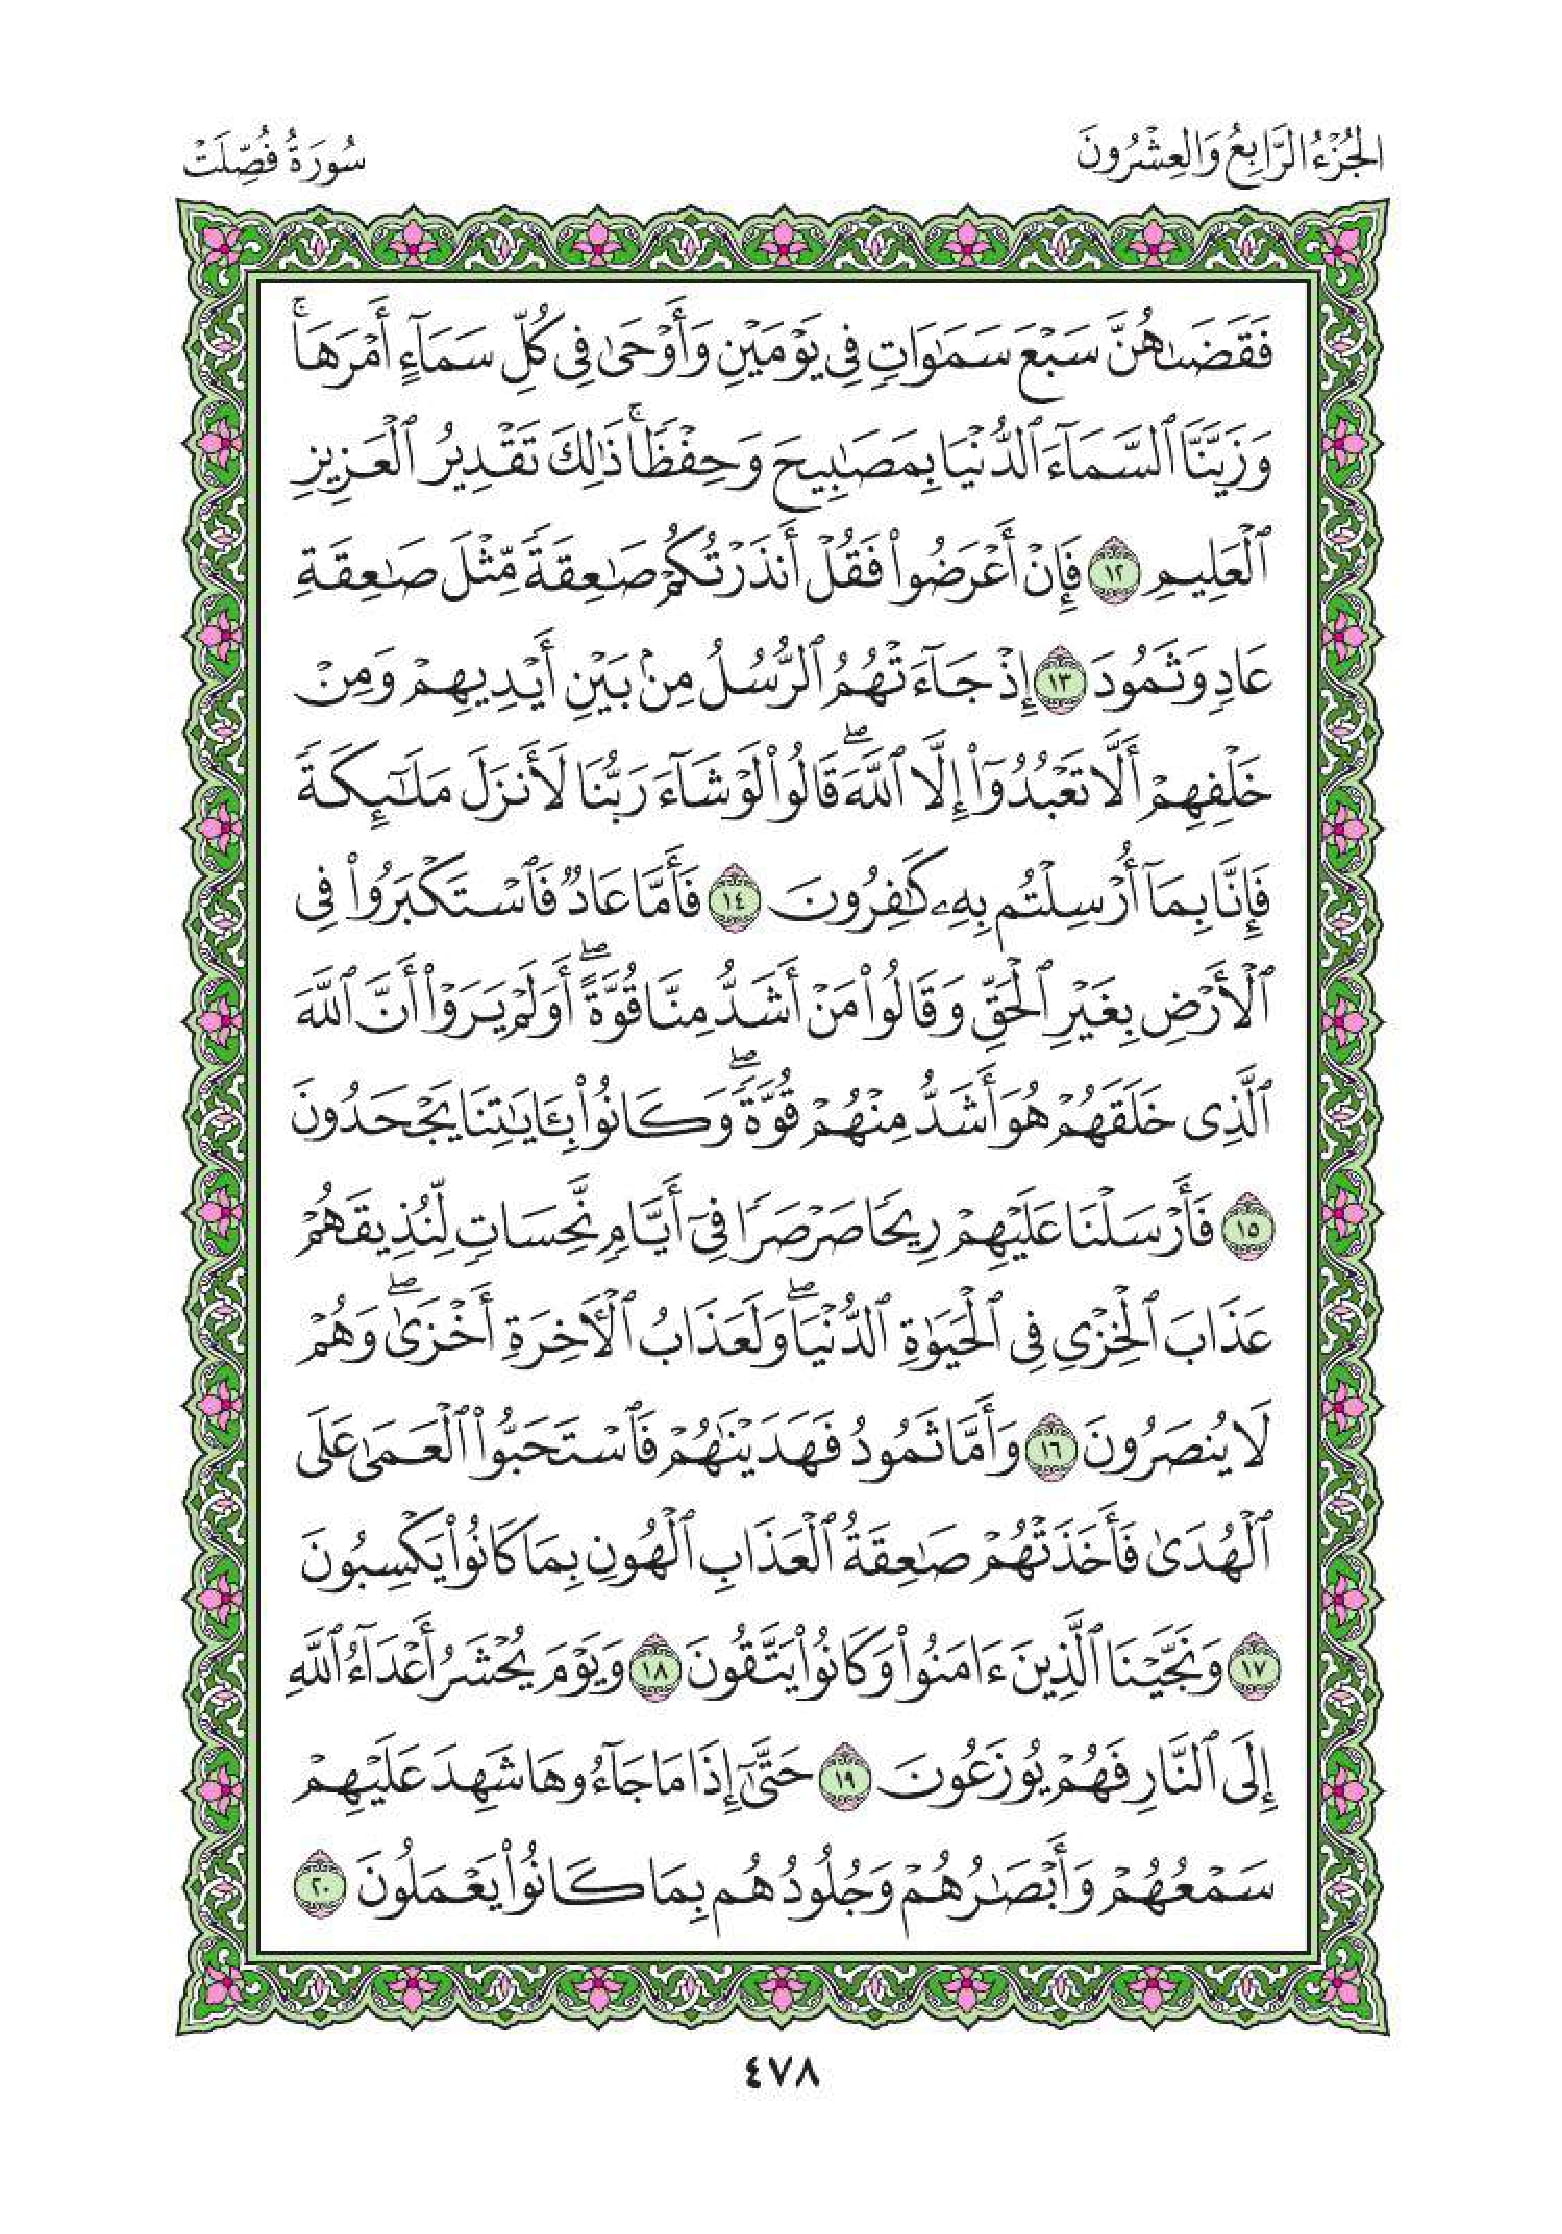 الجُزْءُ الرَّابِعُ وَالعِشْرُونَ
سُورَةُ فُصِّلَتْ
فَقَضَىٰهُنَّ سَبْعَ سَمَٰوَاتٍ فِى يَوْمَيْنِ وَأَوْحَىٰ فِى كُلِّ سَمَآءٍ أَمْرَهَا ۚ
وَزَيَّنَّا ٱلسَّمَآءَ ٱلدُّنْيَا بِمَصَٰبِيحَ وَحِفْظًا ۚ ذَٰلِكَ تَقْدِيرُ ٱلْعَزِيزِ
ٱلْعَلِيمِ ١٢ فَإِنْ أَعْرَضُوا۟ فَقُلْ أَنذَرْتُكُمْ صَٰعِقَةً مِّثْلَ صَٰعِقَةِ
عَادٍ وَثَمُودَ ١٣ إِذْ جَآءَتْهُمُ ٱلرُّسُلُ مِنۢ بَيْنِ أَيْدِيهِمْ وَمِنْ
خَلْفِهِمْ أَلَّا تَعْبُدُوٓا۟ إِلَّا ٱللَّهَ ۖ قَالُوا۟ لَوْ شَآءَ رَبُّنَا لَأَنزَلَ مَلَٰٓئِكَةً
فَإِنَّا بِمَآ أُرْسِلْتُم بِهِۦ كَٰفِرُونَ ١٤ فَأَمَّا عَادٌ فَٱسْتَكْبَرُوا۟ فِى
ٱلْأَرْضِ بِغَيْرِ ٱلْحَقِّ وَقَالُوا۟ مَنْ أَشَدُّ مِنَّا قُوَّةً ۖ أَوَلَمْ يَرَوْا۟ أَنَّ ٱللَّهَ
ٱلَّذِى خَلَقَهُمْ هُوَ أَشَدُّ مِنْهُمْ قُوَّةً ۖ وَكَانُوا۟ بِـَٔايَٰتِنَا يَجْحَدُونَ
١٥ فَأَرْسَلْنَا عَلَيْهِمْ رِيحًا صَرْصَرًا فِىٓ أَيَّامٍ نَّحِسَاتٍ لِّنُذِيقَهُمْ
عَذَابَ ٱلْخِزْىِ فِى ٱلْحَيَوٰةِ ٱلدُّنْيَا ۖ وَلَعَذَابُ ٱلْـَٔاخِرَةِ أَخْزَىٰ ۖ وَهُمْ
لَا يُنصَرُونَ ١٦ وَأَمَّا ثَمُودُ فَهَدَيْنَٰهُمْ فَٱسْتَحَبُّوا۟ ٱلْعَمَىٰ عَلَى
ٱلْهُدَىٰ فَأَخَذَتْهُمْ صَٰعِقَةُ ٱلْعَذَابِ ٱلْهُونِ بِمَا كَانُوا۟ يَكْسِبُونَ
١٧ وَنَجَّيْنَا ٱلَّذِينَ ءَامَنُوا۟ وَكَانُوا۟ يَتَّقُونَ ١٨ وَيَوْمَ يُحْشَرُ أَعْدَآءُ ٱللَّهِ
إِلَى ٱلنَّارِ فَهُمْ يُوزَعُونَ ١٩ حَتَّىٰٓ إِذَا مَا جَآءُوهَا شَهِدَ عَلَيْهِمْ
سَمْعُهُمْ وَأَبْصَٰرُهُمْ وَجُلُودُهُم بِمَا كَانُوا۟ يَعْمَلُونَ ٢٠
٤٧٨